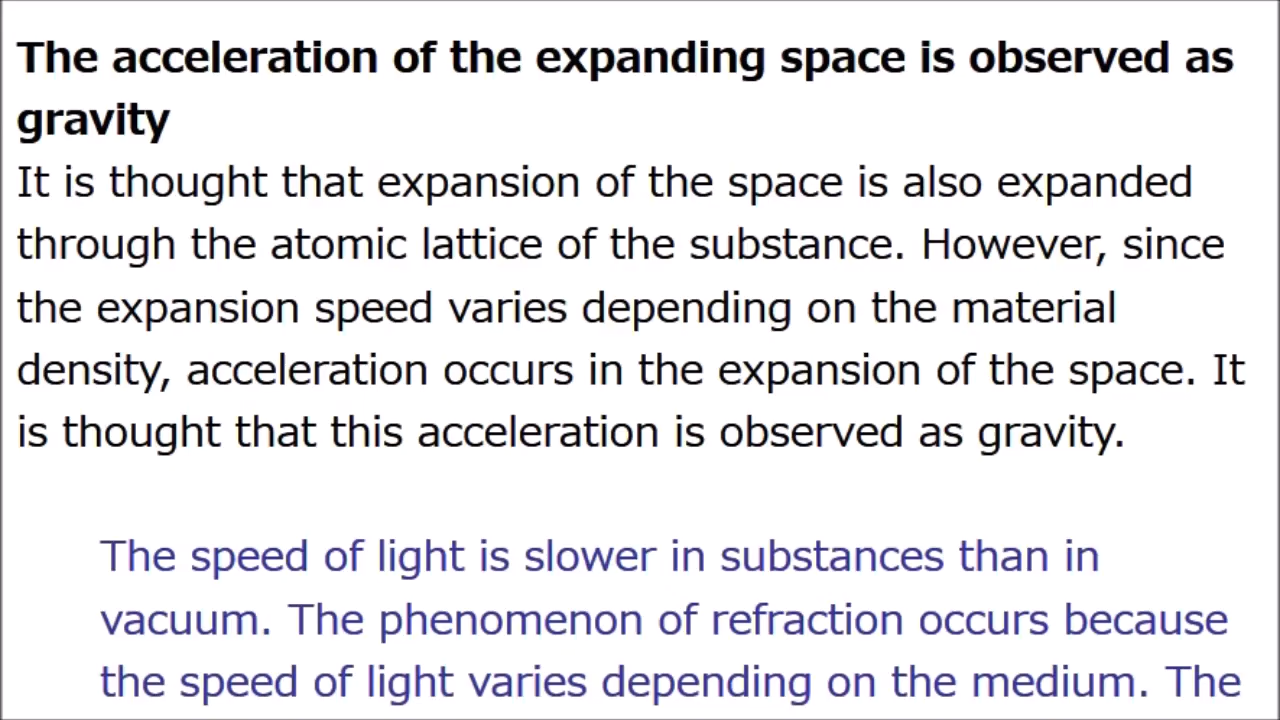 The acceleration of the expanding space is observed as
gravity
It is thought that expansion of the space is also expanded
through the atomic lattice of the substance. However, since
the expansion speed varies depending on the material
density, acceleration occurs in the expansion of the space. It
is thought that this acceleration is observed as gravity.
The speed of light is slower in substances than in
vacuum. The phenomenon of refraction occurs because
the speed of light varies depending on the medium. The